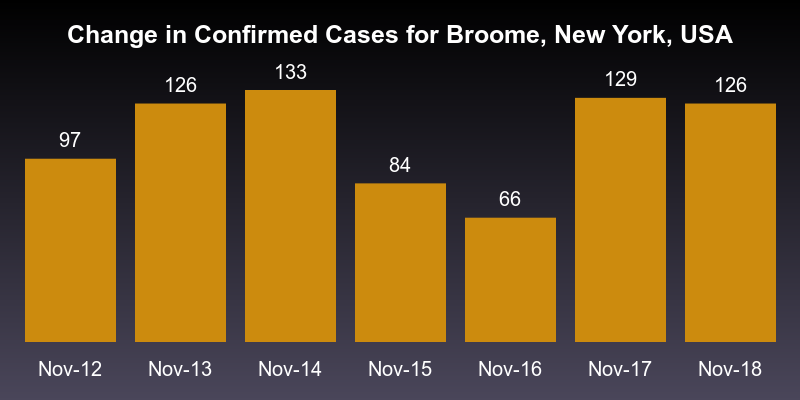 Change in Confirmed Cases for Broome, New York, USA
97
126
133
84
66
129
126
Nov-12
Nov-13
Nov-14
Nov-15
Nov-16
Nov-17
Nov-18